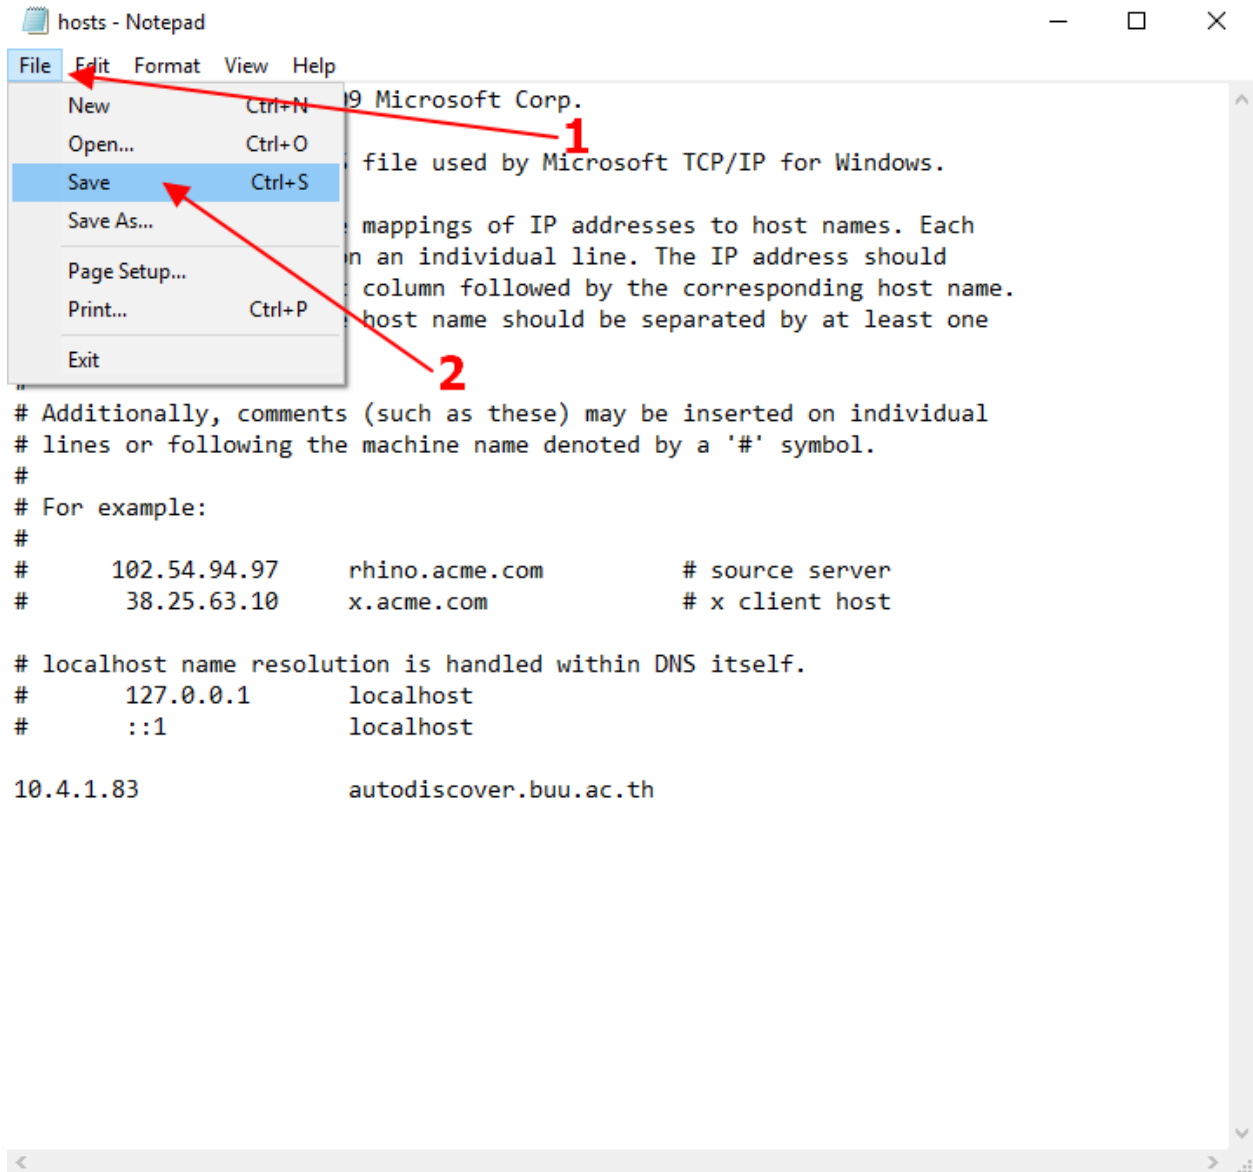 hosts - Notepad
File Edit Format View Help
New Ctrl+N
Open... Ctrl+O
Save Ctrl+S
Save As...
Page Setup...
Print... Ctrl+P
Exit
1
2
9 Microsoft Corp.
file used by Microsoft TCP/IP for Windows.
mappings of IP addresses to host names. Each
an individual line. The IP address should
column followed by the corresponding host name.
host name should be separated by at least one
#
# Additionally, comments (such as these) may be inserted on individual
# lines or following the machine name denoted by a '#' symbol.
#
# For example:
#
# 102.54.94.97 rhino.acme.com # source server
# 38.25.63.10 x.acme.com # x client host
# localhost name resolution is handled within DNS itself.
# 127.0.0.1 localhost
# ::1 localhost
10.4.1.83 autodiscover.buu.ac.th